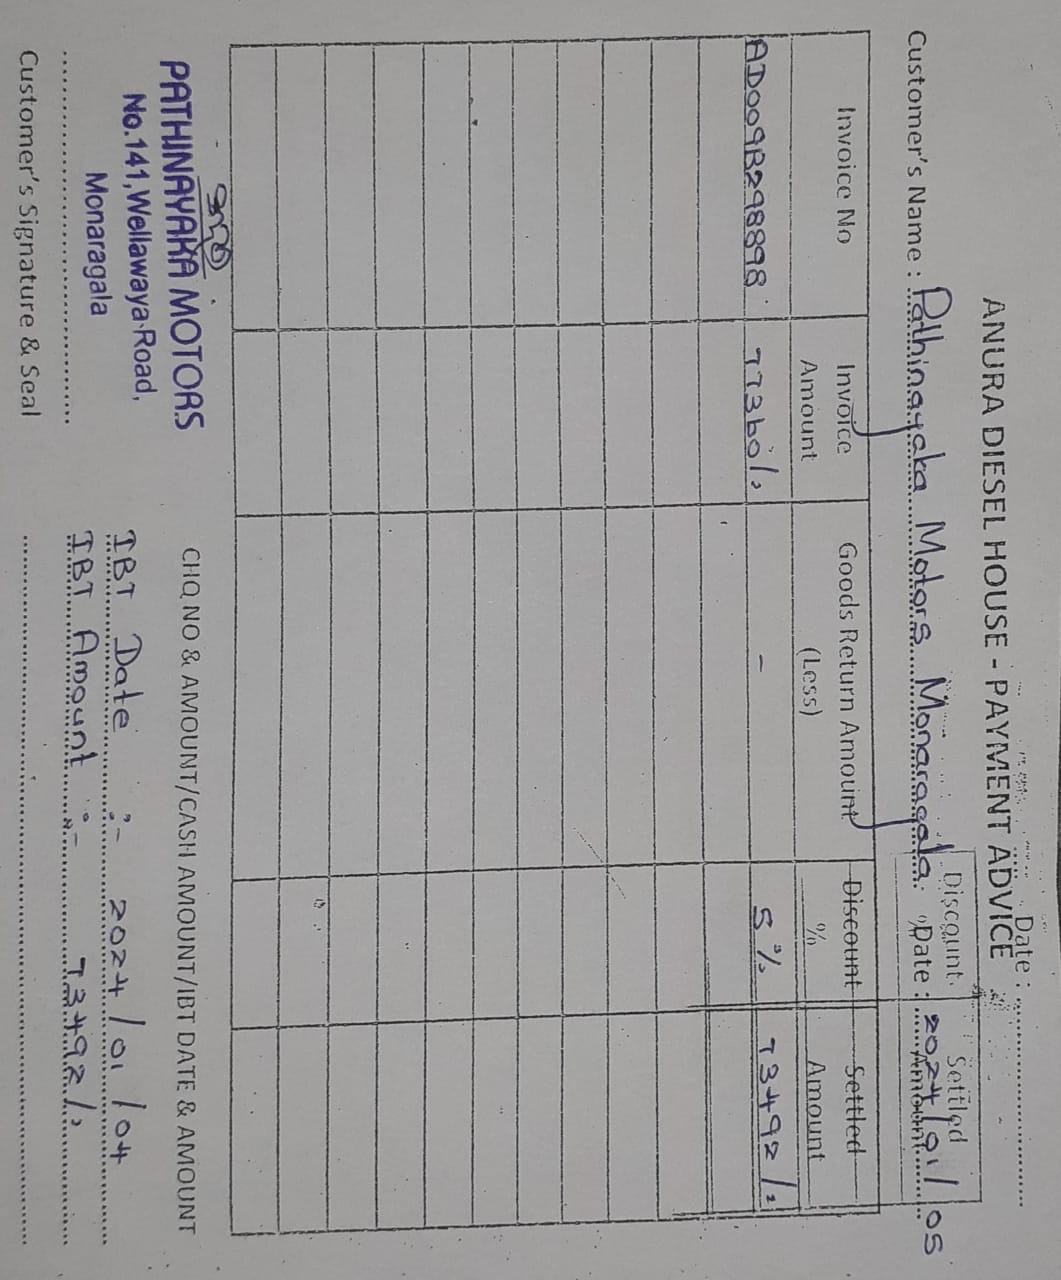 Date :
ANURA DIESEL HOUSE - PAYMENT ADVICE
Discount Settled
Amount
Customer's Name : Pathinayaka Motors Monaragala. Date : 2024/01/05
Invoice No Invoice Amount Goods Return Amount (Less) Discount % Settled Amount
AD009B298898 77360/. - 5% 73492/.
PATHINAYAKA MOTORS
No.141,Wellawaya Road,
Monaragala
Customer's Signature & Seal
CHQ NO & AMOUNT/CASH AMOUNT/IBT DATE & AMOUNT
IBT Date :- 2024/01/04
IBT Amount :- 73492/.